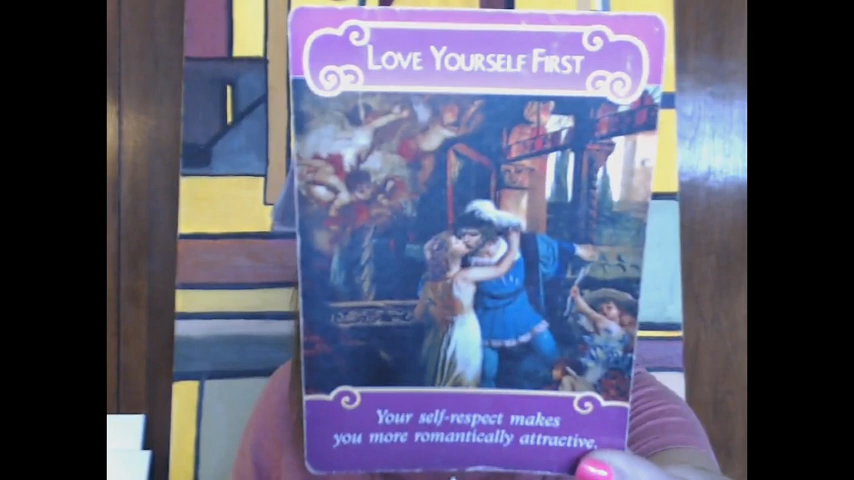 Love Yourself First
Your self-respect makes
you more romantically attractive.